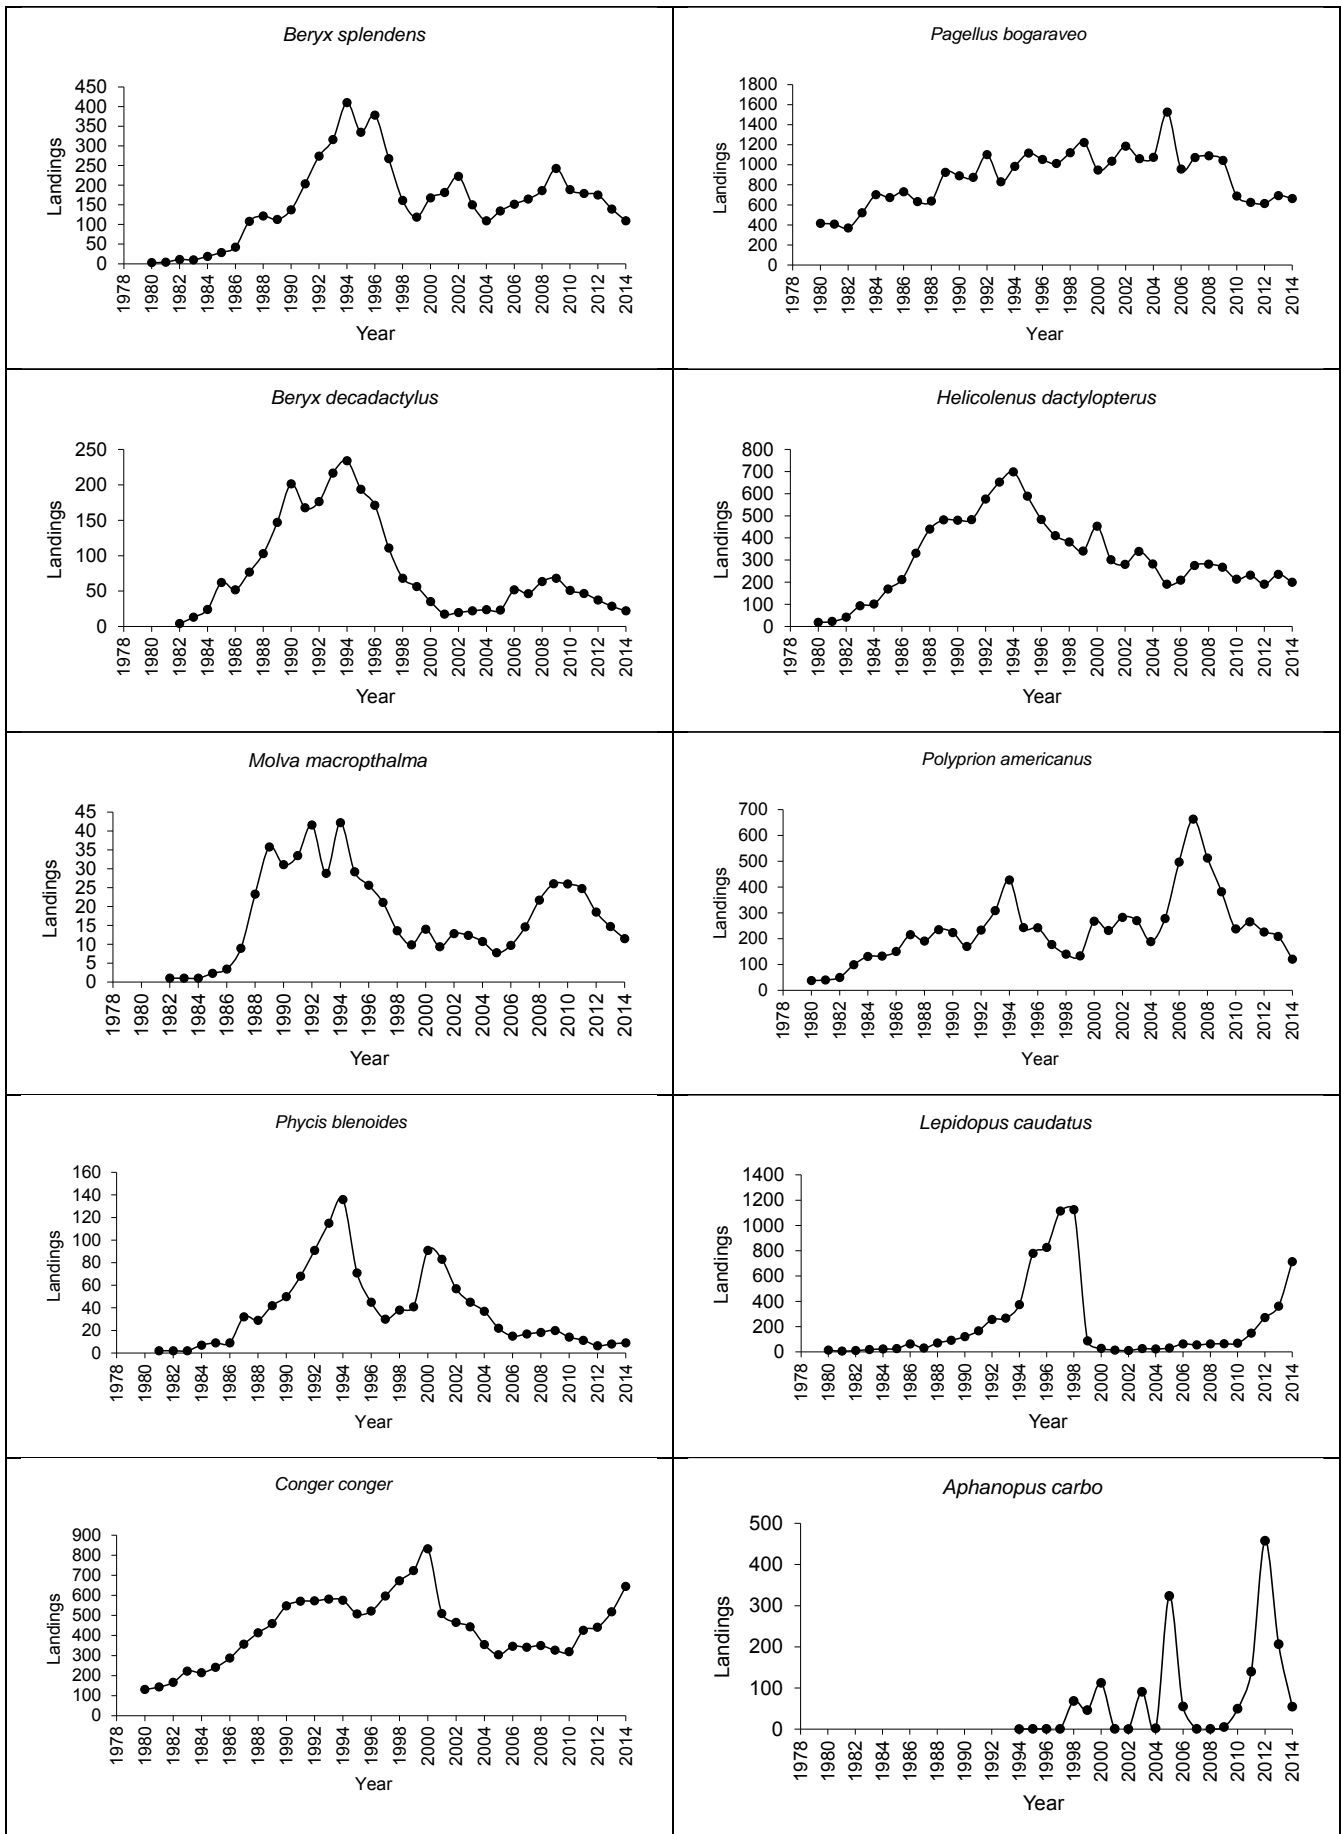 Beryx splendens
450
400
350
300
250
200
150
100
50
0
Landings
1978 1980 1982 1984 1986 1988 1990 1992 1994 1996 1998 2000 2002 2004 2006 2008 2010 2012 2014
Year
Pagellus bogaraveo
1800
1600
1400
1200
1000
800
600
400
200
0
Landings
1978 1980 1982 1984 1986 1988 1990 1992 1994 1996 1998 2000 2002 2004 2006 2008 2010 2012 2014
Year
Beryx decadactylus
250
200
150
100
50
0
Landings
1978 1980 1982 1984 1986 1988 1990 1992 1994 1996 1998 2000 2002 2004 2006 2008 2010 2012 2014
Year
Helicolenus dactylopterus
800
700
600
500
400
300
200
100
0
Landings
1978 1980 1982 1984 1986 1988 1990 1992 1994 1996 1998 2000 2002 2004 2006 2008 2010 2012 2014
Year
Molva macropthalma
45
40
35
30
25
20
15
10
5
0
Landings
1978 1980 1982 1984 1986 1988 1990 1992 1994 1996 1998 2000 2002 2004 2006 2008 2010 2012 2014
Year
Polyprion americanus
700
600
500
400
300
200
100
0
Landings
1978 1980 1982 1984 1986 1988 1990 1992 1994 1996 1998 2000 2002 2004 2006 2008 2010 2012 2014
Year
Phycis blenoides
160
140
120
100
80
60
40
20
0
Landings
1978 1980 1982 1984 1986 1988 1990 1992 1994 1996 1998 2000 2002 2004 2006 2008 2010 2012 2014
Year
Lepidopus caudatus
1400
1200
1000
800
600
400
200
0
Landings
1978 1980 1982 1984 1986 1988 1990 1992 1994 1996 1998 2000 2002 2004 2006 2008 2010 2012 2014
Year
Conger conger
900
800
700
600
500
400
300
200
100
0
Landings
1978 1980 1982 1984 1986 1988 1990 1992 1994 1996 1998 2000 2002 2004 2006 2008 2010 2012 2014
Year
Aphanopus carbo
500
400
300
200
100
0
Landings
1978 1980 1982 1984 1986 1988 1990 1992 1994 1996 1998 2000 2002 2004 2006 2008 2010 2012 2014
Year